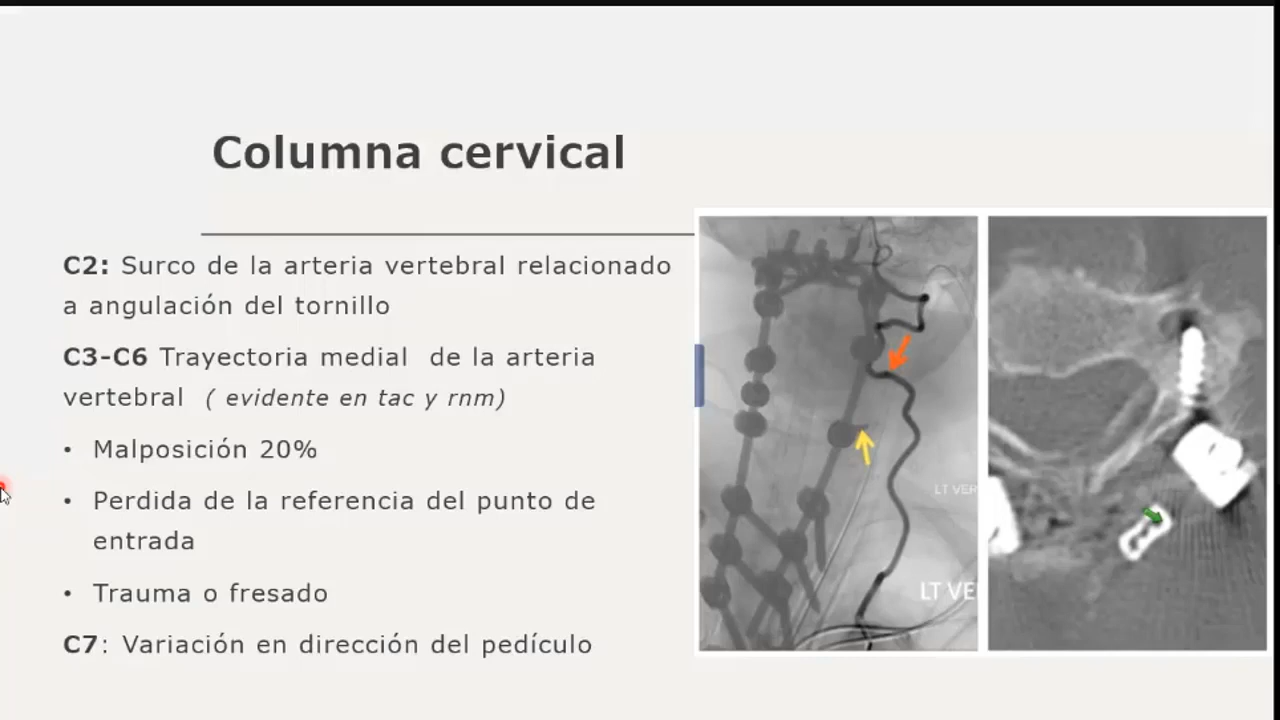 Columna cervical
C2: Surco de la arteria vertebral relacionado
a angulación del tornillo
C3-C6 Trayectoria medial de la arteria
vertebral ( evidente en tac y rnm)
• Malposición 20%
• Perdida de la referencia del punto de
entrada
• Trauma o fresado
C7: Variación en dirección del pedículo
LT VER
LT VE